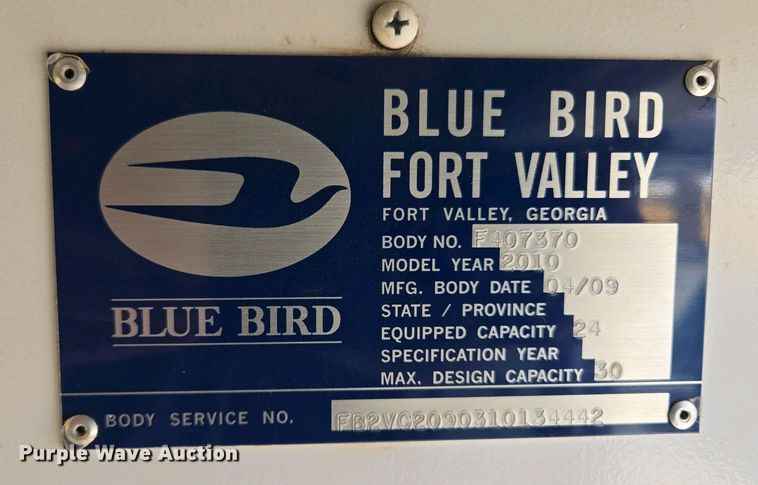 BLUE BIRD
FORT VALLEY
FORT VALLEY, GEORGIA
BODY NO. F407370
MODEL YEAR 2010
MFG. BODY DATE 04/09
STATE / PROVINCE
EQUIPPED CAPACITY 24
SPECIFICATION YEAR
MAX. DESIGN CAPACITY 30
BLUE BIRD
BODY SERVICE NO. FB2VC2090310134442
Purple Wave Auction